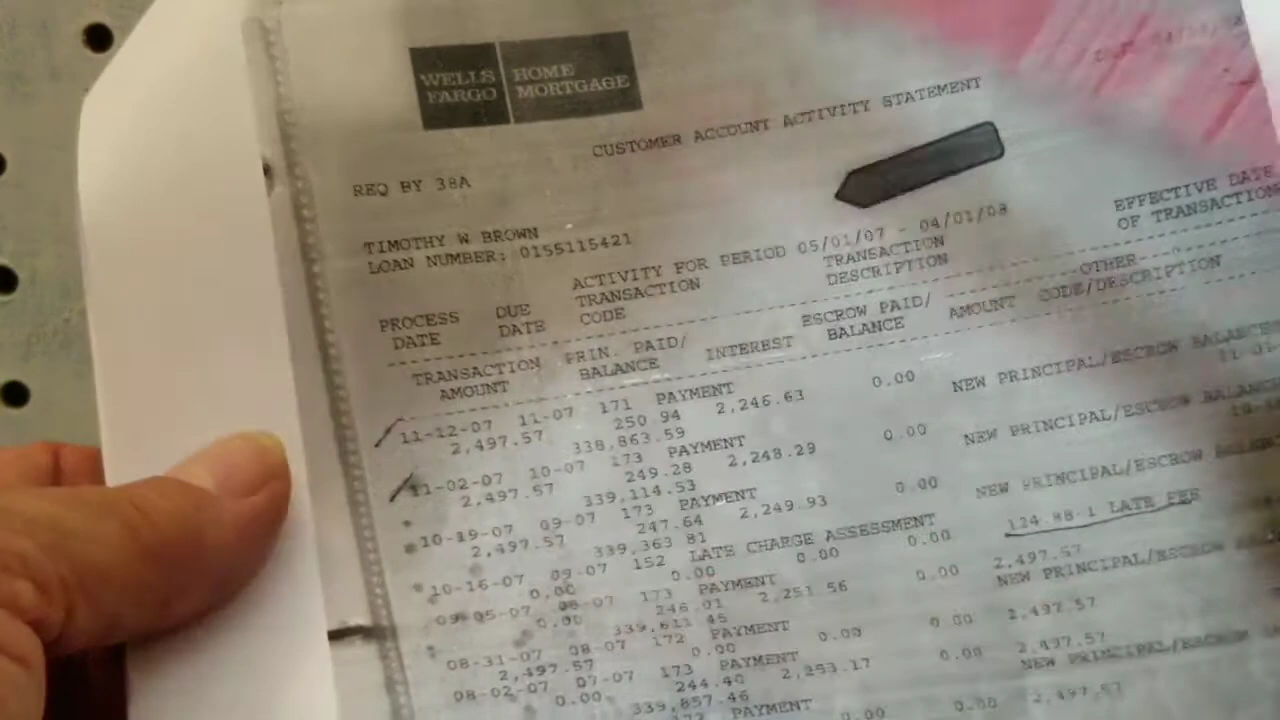 WELLS FARGO HOME MORTGAGE
CUSTOMER ACCOUNT ACTIVITY STATEMENT
REQ BY 38A
TIMOTHY W BROWN
LOAN NUMBER: 0155115421
ACTIVITY FOR PERIOD 05/01/07 - 04/01/08
EFFECTIVE DATE
OF TRANSACTION
PROCESS DUE TRANSACTION TRANSACTION
DATE DATE CODE DESCRIPTION
TRANSACTION PRIN. PAID/ INTEREST ESCROW PAID/ AMOUNT OTHER
AMOUNT BALANCE BALANCE CODE/DESCRIPTION
11-12-07 11-07 171 PAYMENT
2,497.57 250.94 2,246.63 0.00
338,863.59 NEW PRINCIPAL/ESCROW BALANCES
11-02-07 10-07 173 PAYMENT
2,497.57 249.28 2,248.29 0.00
339,114.53 NEW PRINCIPAL/ESCROW BALANCES
10-19-07 09-07 173 PAYMENT
2,497.57 247.64 2,249.93 0.00
339,363 81 NEW PRINCIPAL/ESCROW
10-16-07 09-07 152 LATE CHARGE ASSESSMENT
0.00 0.00 0.00 0.00 124.88-1 LATE FEE
09-05-07 08-07 173 PAYMENT
0.00 246.01 2,251 56 0.00 2,497.57
339,611 45 NEW PRINCIPAL/ESCROW
08-31-07 08-07 172 PAYMENT
2,497.57 0.00 0.00 0 00 2,497.57
08-02-07 07-07 173 PAYMENT
0.00 244.40 2,253.17 0.00 2,497.57
339,857.46 NEW PRINCIPAL/ESCROW
PAYMENT
0.00 0.00 2,497.57